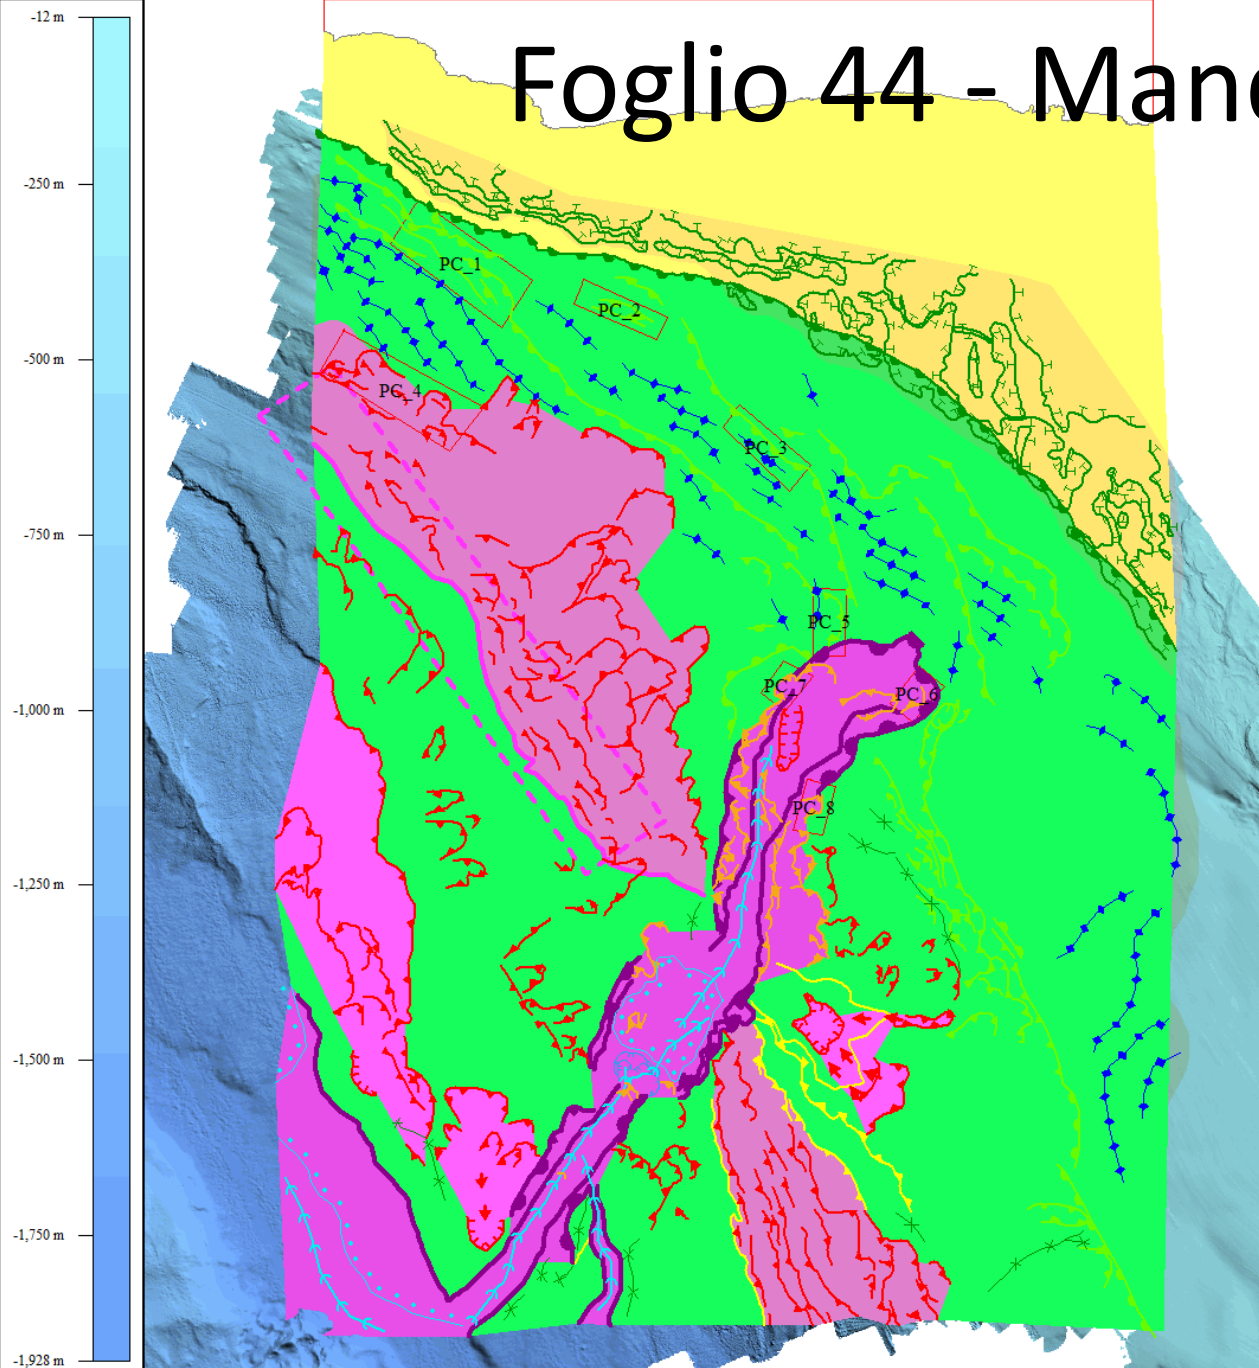 Foglio 44 - Mand
-12 m
-250 m
-500 m
-750 m
-1,000 m
-1,250 m
-1,500 m
-1,750 m
-1,928 m
PC_1
PC_2
PC_4
PC_3
PC_5
PC_7
PC_6
PC_8